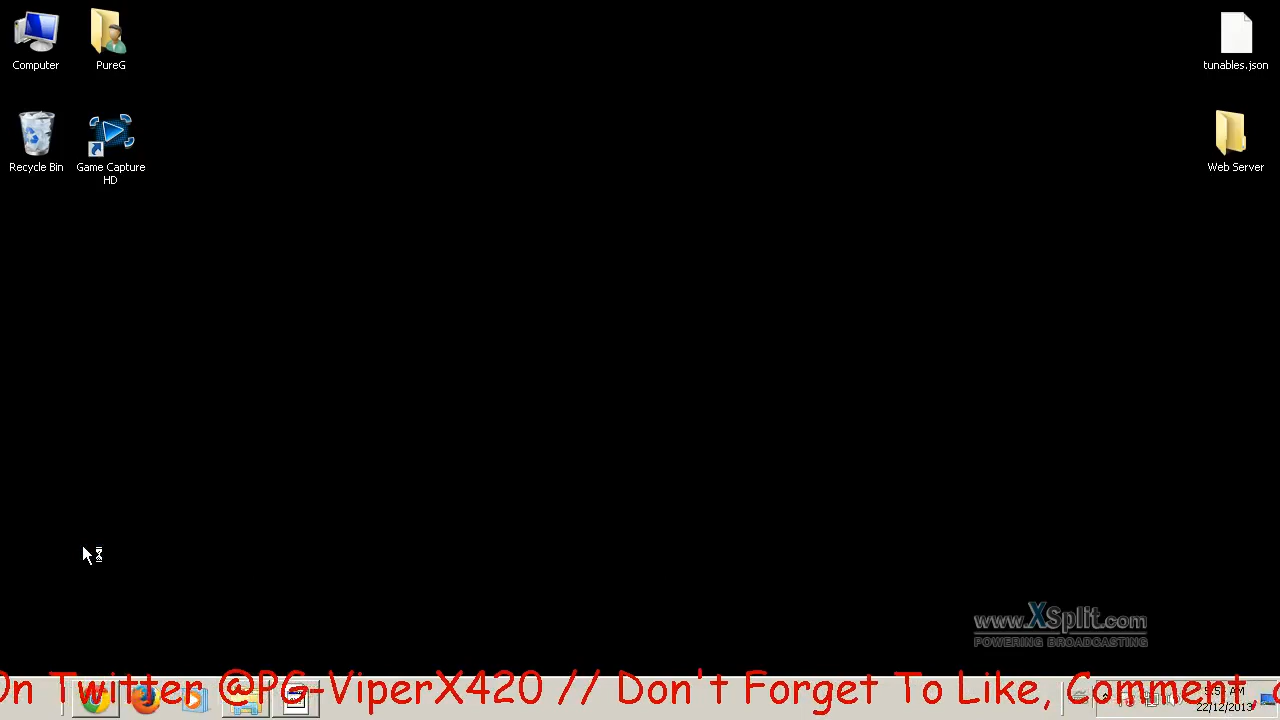 Computer
PureG
tunables.json
Recycle Bin
Game Capture
HD
Web Server
www.XSplit.com
POWERING BROADCASTING
On Twitter @PG-ViperX420 // Don't Forget To Like, Comment,
22/12/2013